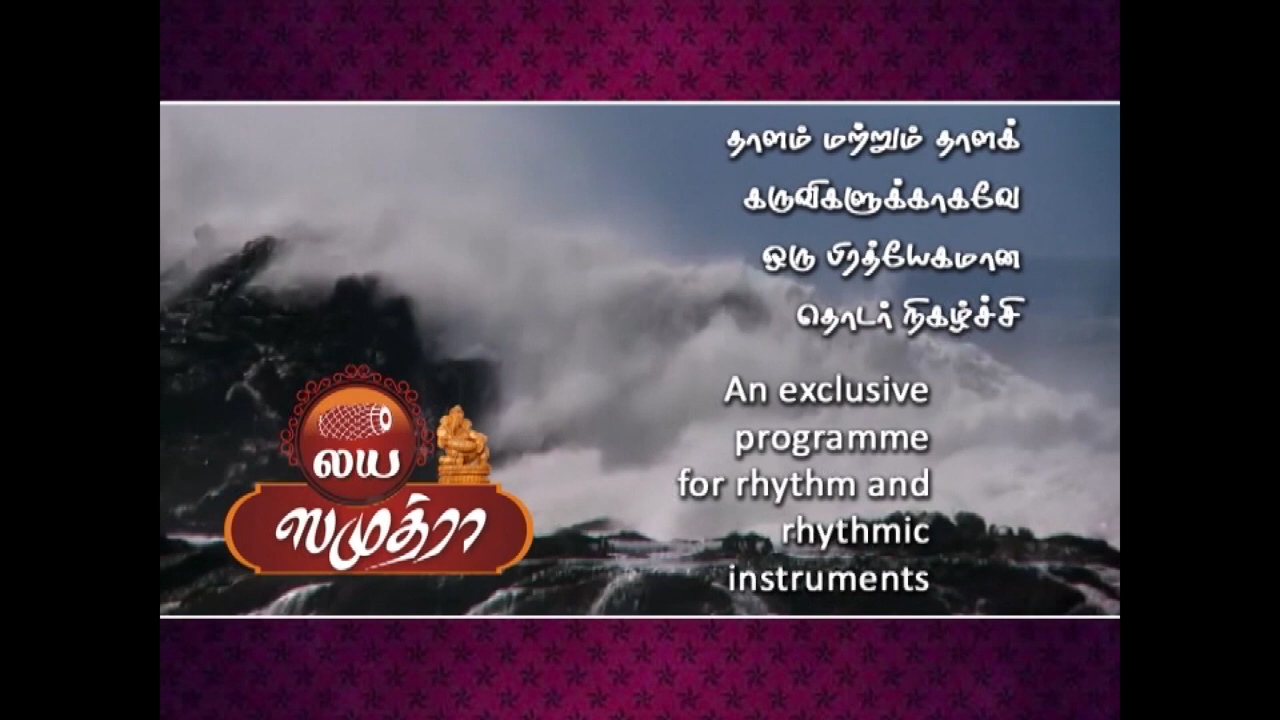 தாளம் மற்றும் தாளக்
கருவிகளுக்காகவே
ஒரு பிரத்யேகமான
தொடர் நிகழ்ச்சி
An exclusive
programme
for rhythm and
rhythmic
instruments
லய
ஸமுத்ரா